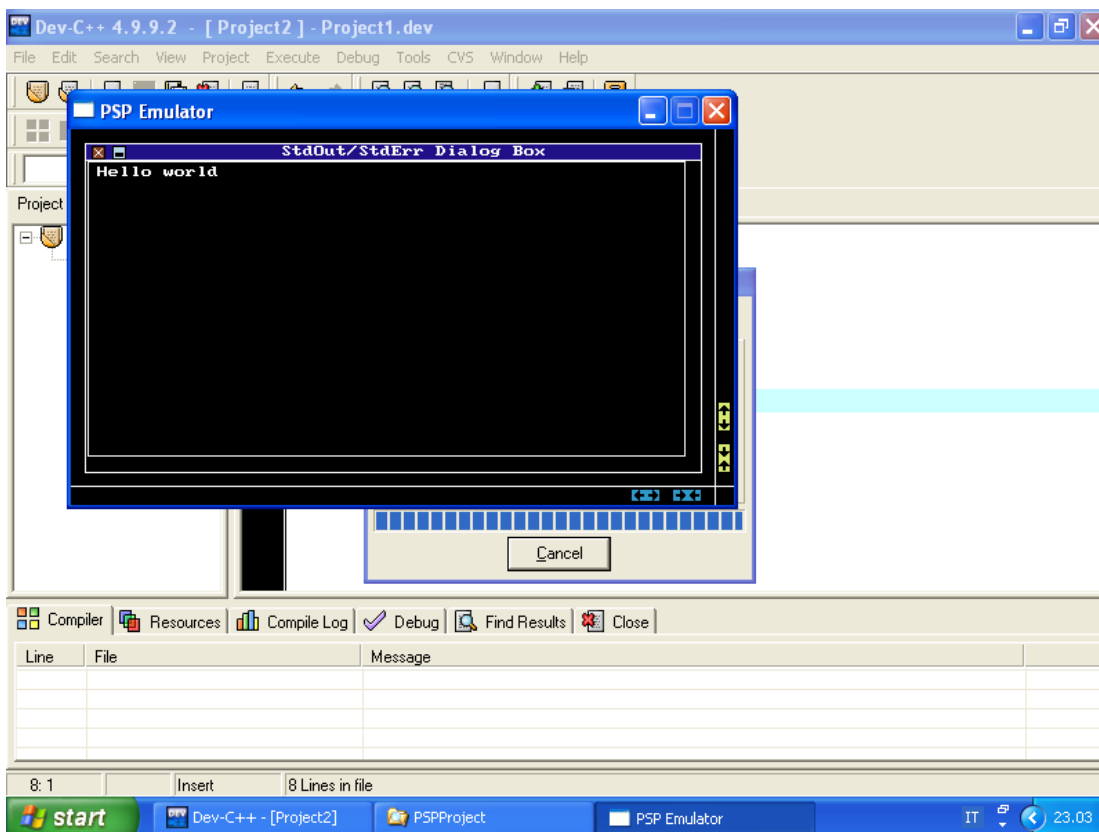 Dev-C++ 4.9.9.2 - [ Project2 ] - Project1.dev
File Edit Search View Project Execute Debug Tools CVS Window Help
PSP Emulator
StdOut/StdErr Dialog Box
Hello world
Project
Cancel
Compiler Resources Compile Log Debug Find Results Close
Line File Message
8: 1 Insert 8 Lines in file
start Dev-C++ - [Project2] PSPProject PSP Emulator IT 23.03